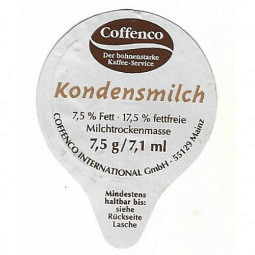 Coffenco
Der bohnenstarke
Kaffee-Service
Kondensmilch
7,5 % Fett - 17,5 % fettfreie
Milchtrockenmasse
7,5 g/7,1 ml
COFFENCO INTERNATIONAL GmbH - 55129 Mainz
Mindestens
haltbar bis:
siehe
Rückseite
Lasche